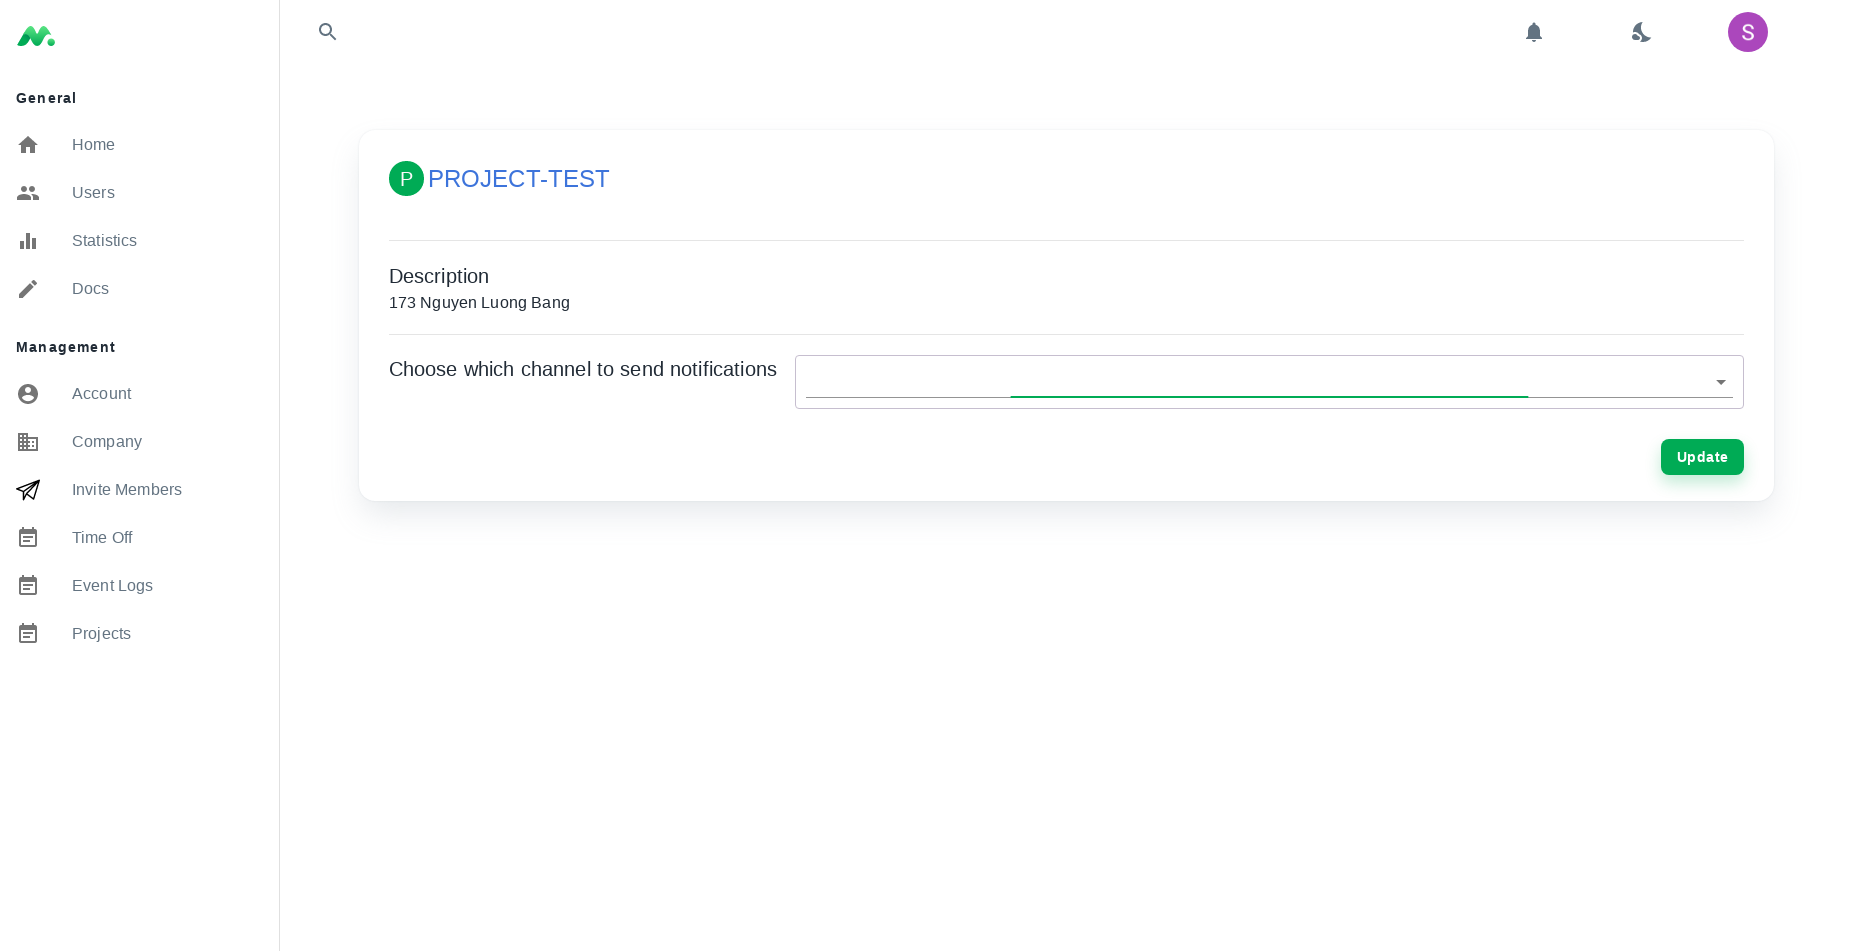 General
Home
Users
Statistics
Docs
Management
Account
Company
Invite Members
Time Off
Event Logs
Projects
S
P PROJECT-TEST
Description
173 Nguyen Luong Bang
Choose which channel to send notifications
Update